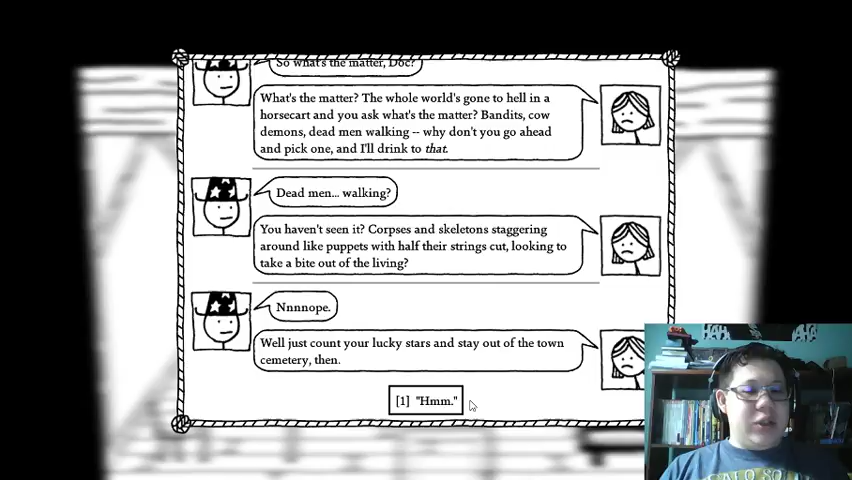 So what's the matter, Doc?
What's the matter? The whole world's gone to hell in a
horsecart and you ask what's the matter? Bandits, cow
demons, dead men walking -- why don't you go ahead
and pick one, and I'll drink to that.
Dead men... walking?
You haven't seen it? Corpses and skeletons staggering
around like puppets with half their strings cut, looking to
take a bite out of the living?
Nnnnope.
Well just count your lucky stars and stay out of the town
cemetery, then.
[1] "Hmm."